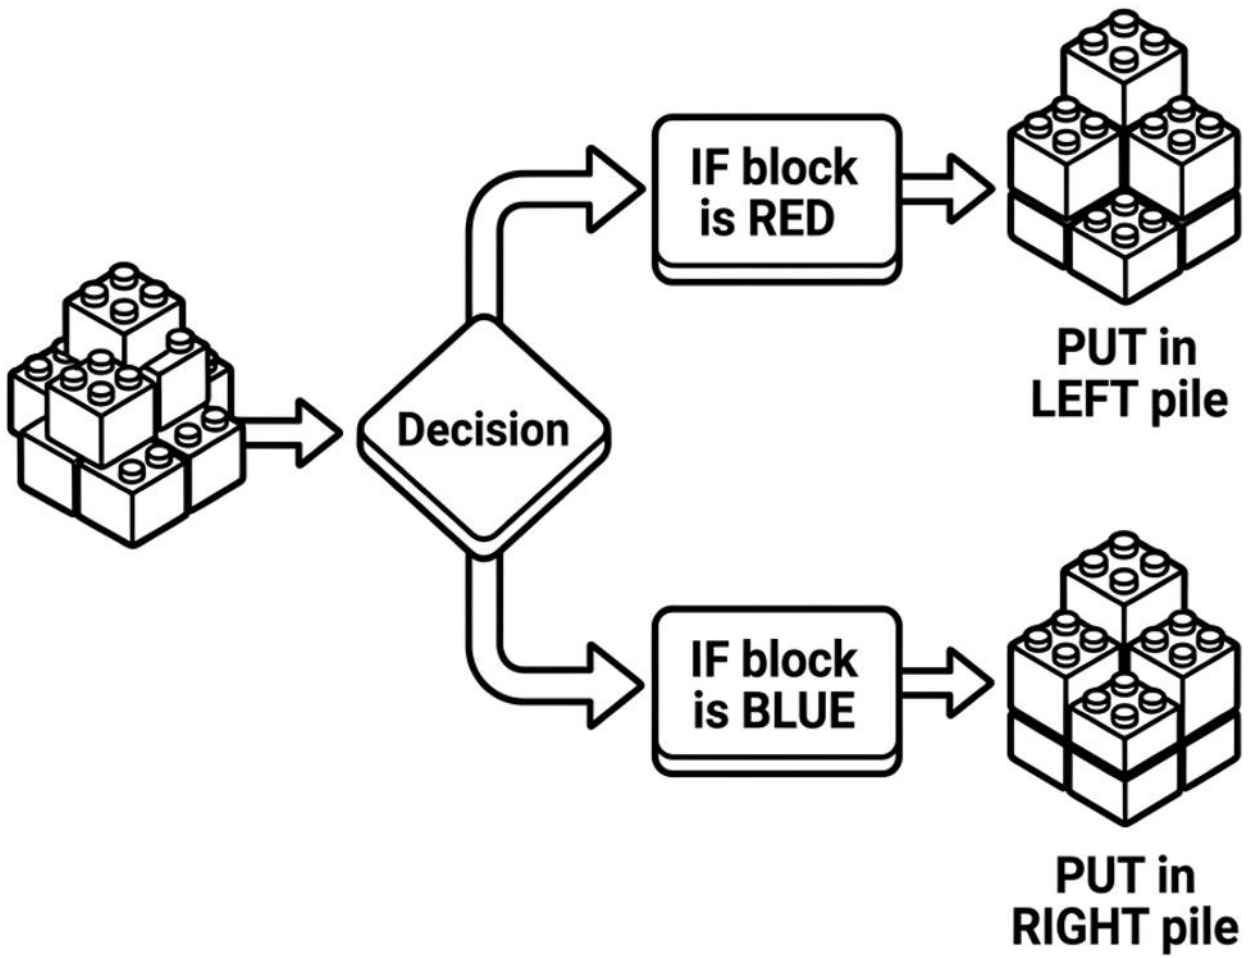 Decision
IF block
is RED
PUT in
LEFT pile
IF block
is BLUE
PUT in
RIGHT pile